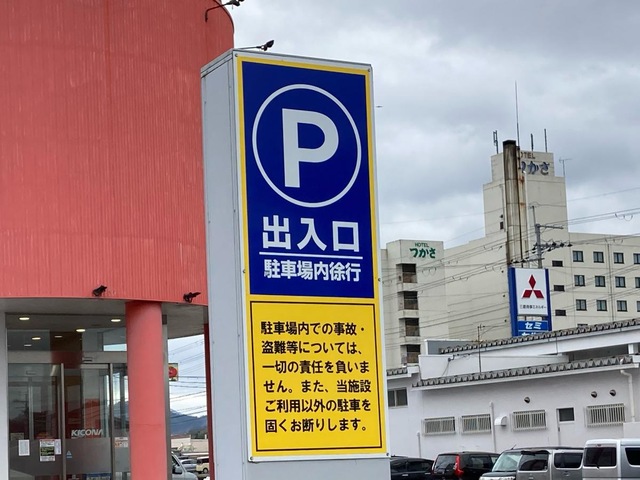 P
出入口
駐車場内徐行
駐車場内での事故・
盗難等については、
一切の責任を負いま
せん。また、当施設
ご利用以外の駐車を
固くお断りします。
HOTEL
つかさ
HOTEL
つかさ
セミ
KICONA